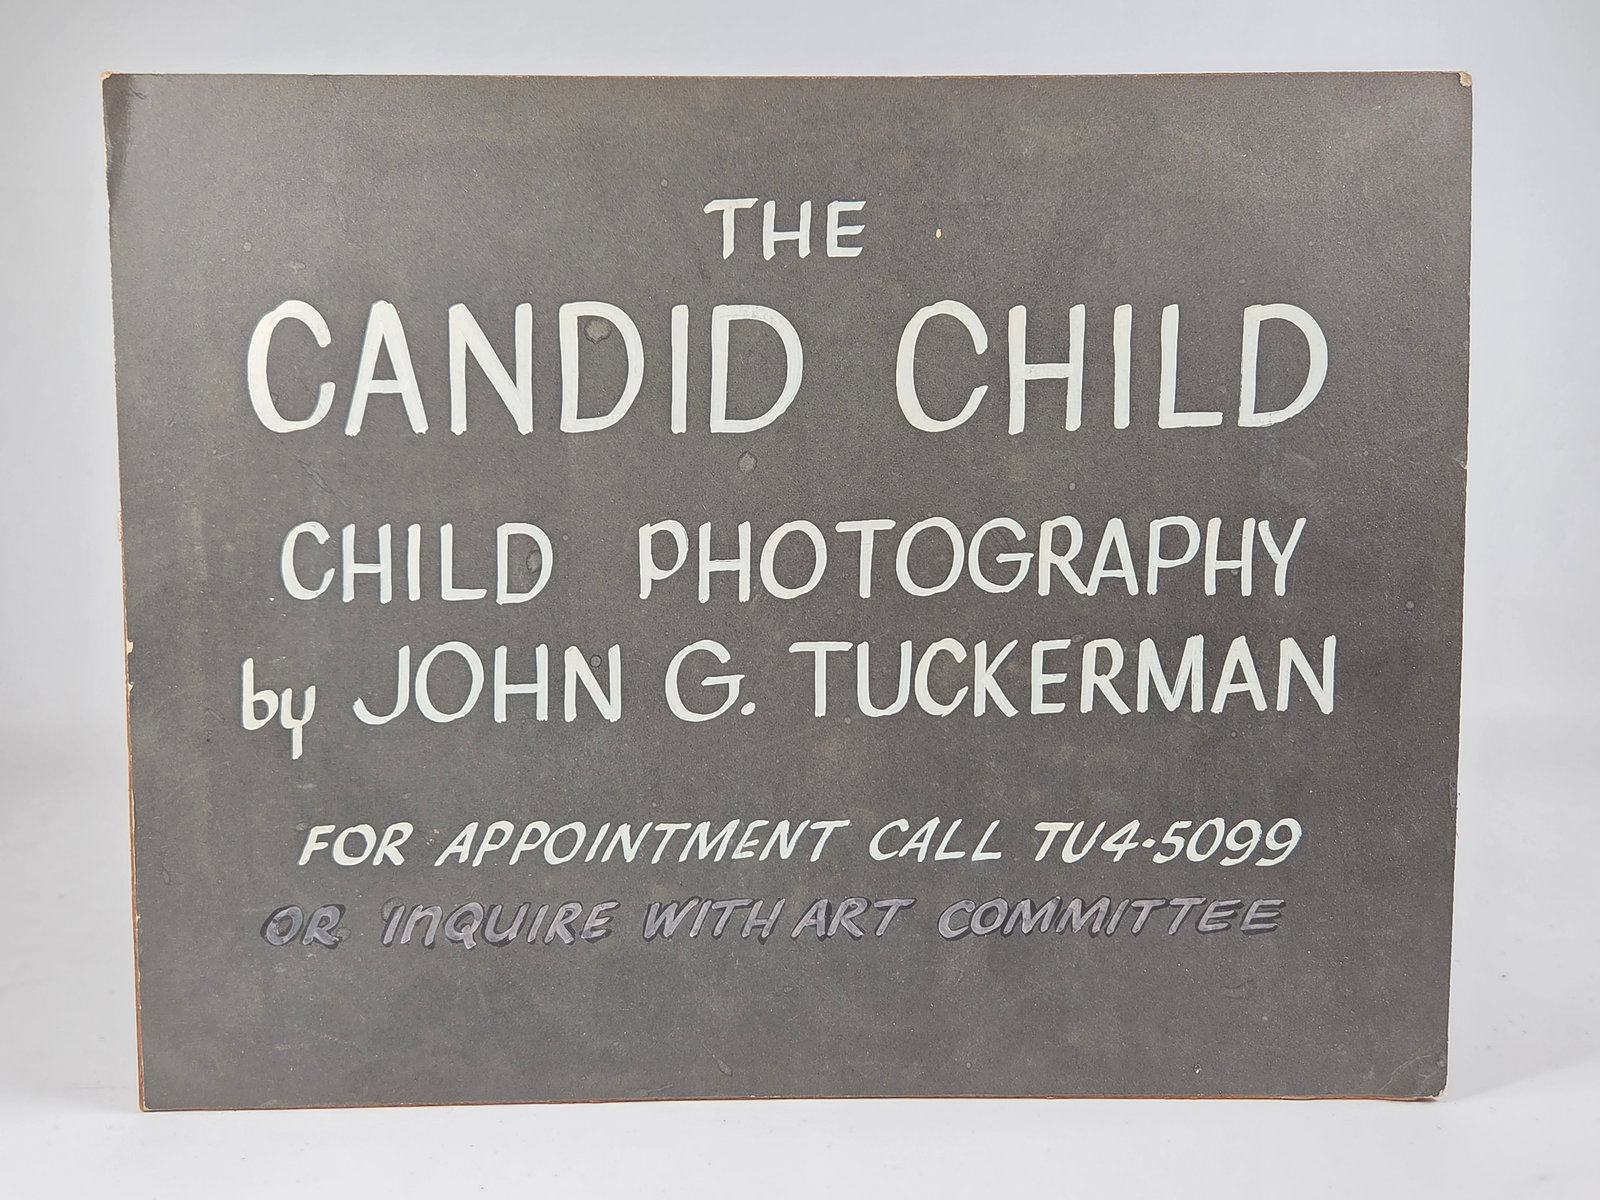 THE
CANDID CHILD
CHILD PHOTOGRAPHY
by JOHN G. TUCKERMAN
FOR APPOINTMENT CALL TU4-5099
OR INQUIRE WITH ART COMMITTEE